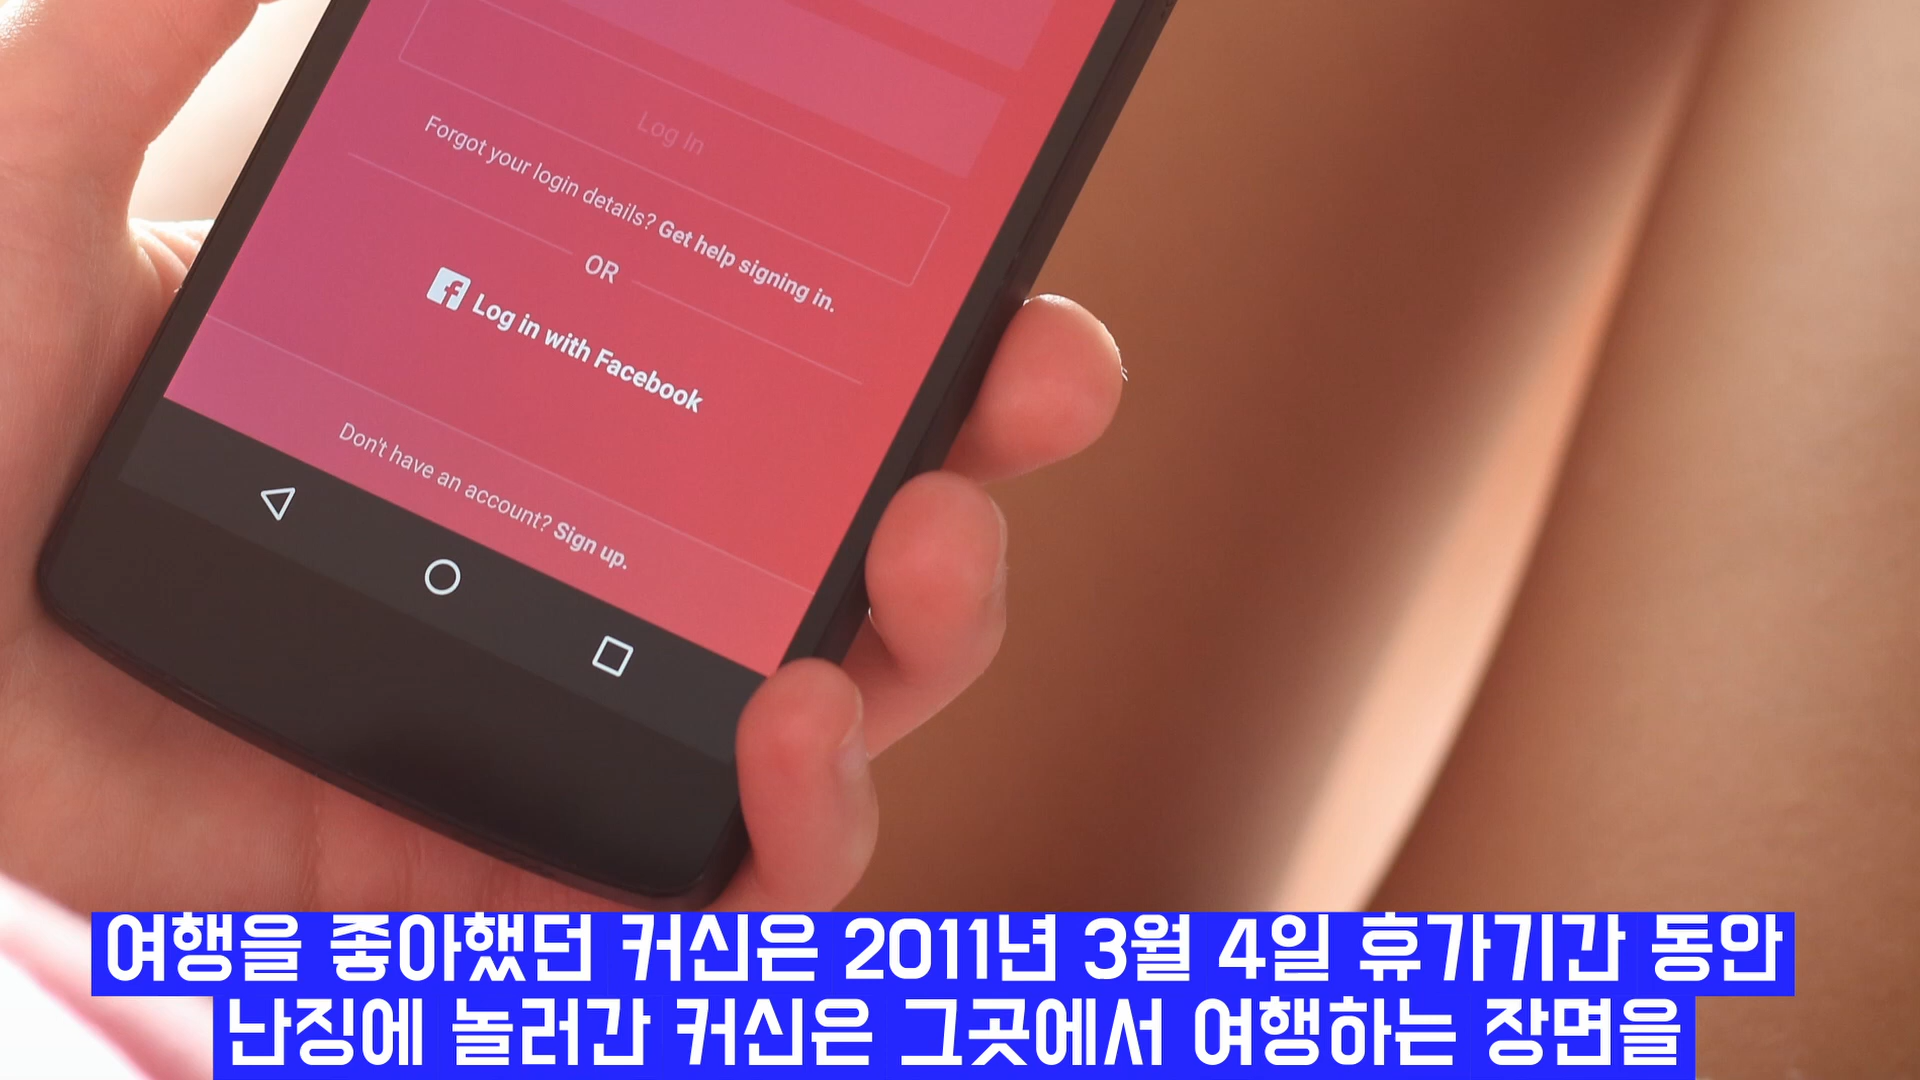 Log In
Forgot your login details? Get help signing in.
OR
Log in with Facebook
Don't have an account? Sign up.
여행을 좋아했던 커신은 2011년 3월 4일 휴가기간 동안
난징에 놀러간 커신은 그곳에서 여행하는 장면을